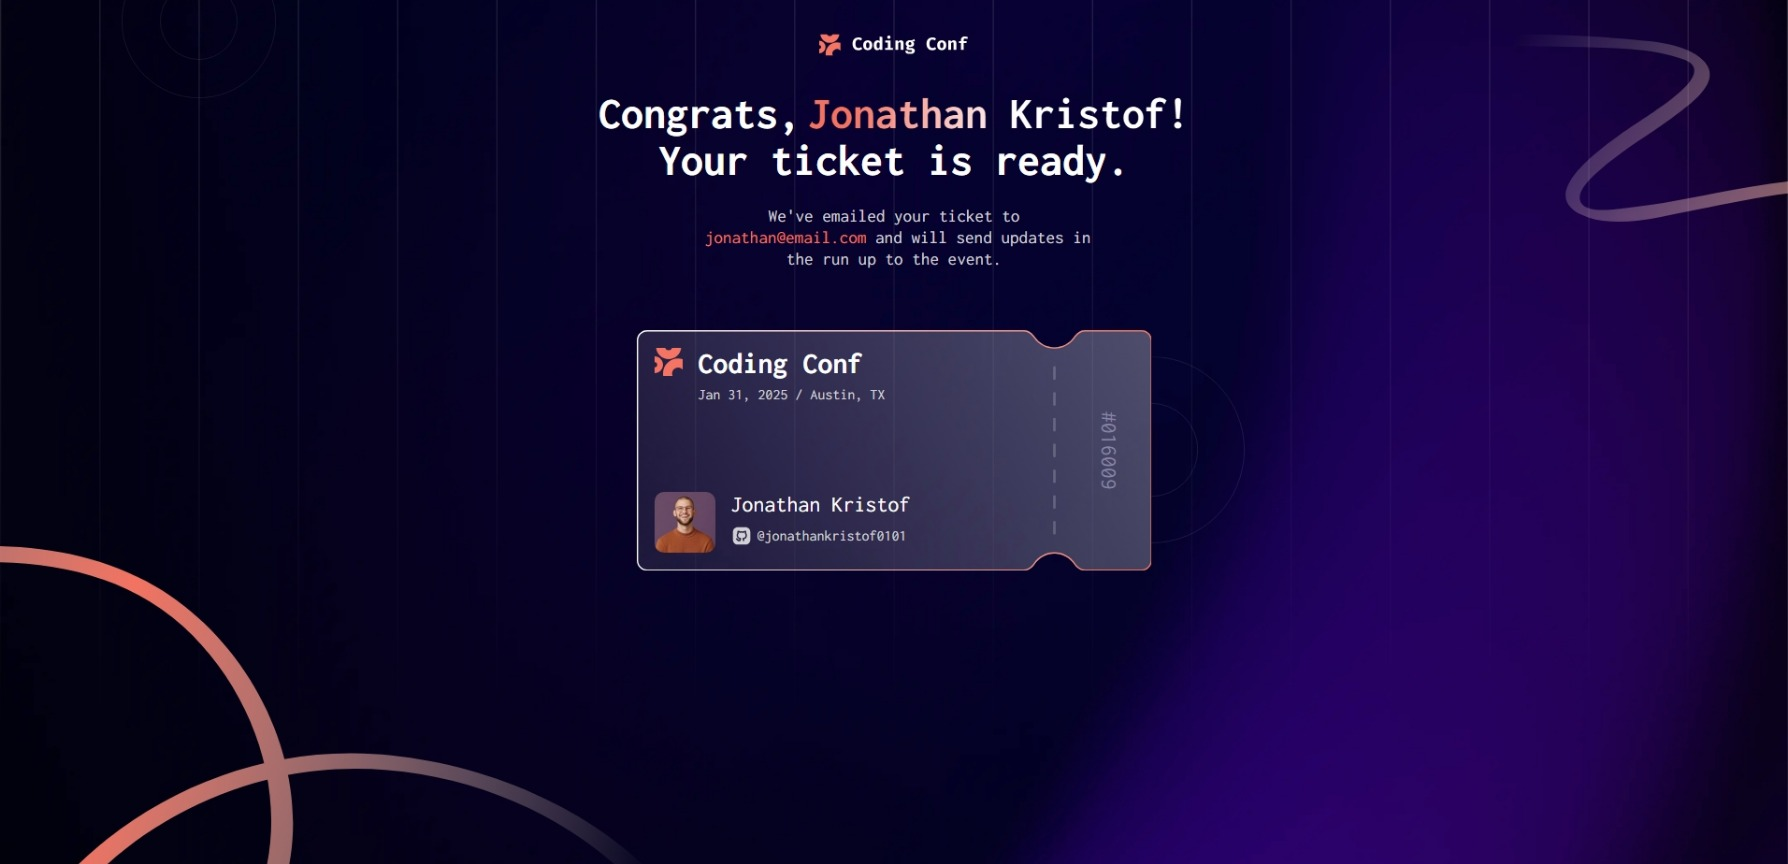 Coding Conf
Congrats, Jonathan Kristof!
Your ticket is ready.
We've emailed your ticket to
jonathan@email.com and will send updates in
the run up to the event.
Coding Conf
Jan 31, 2025 / Austin, TX
#016009
Jonathan Kristof
@jonathankristof0101